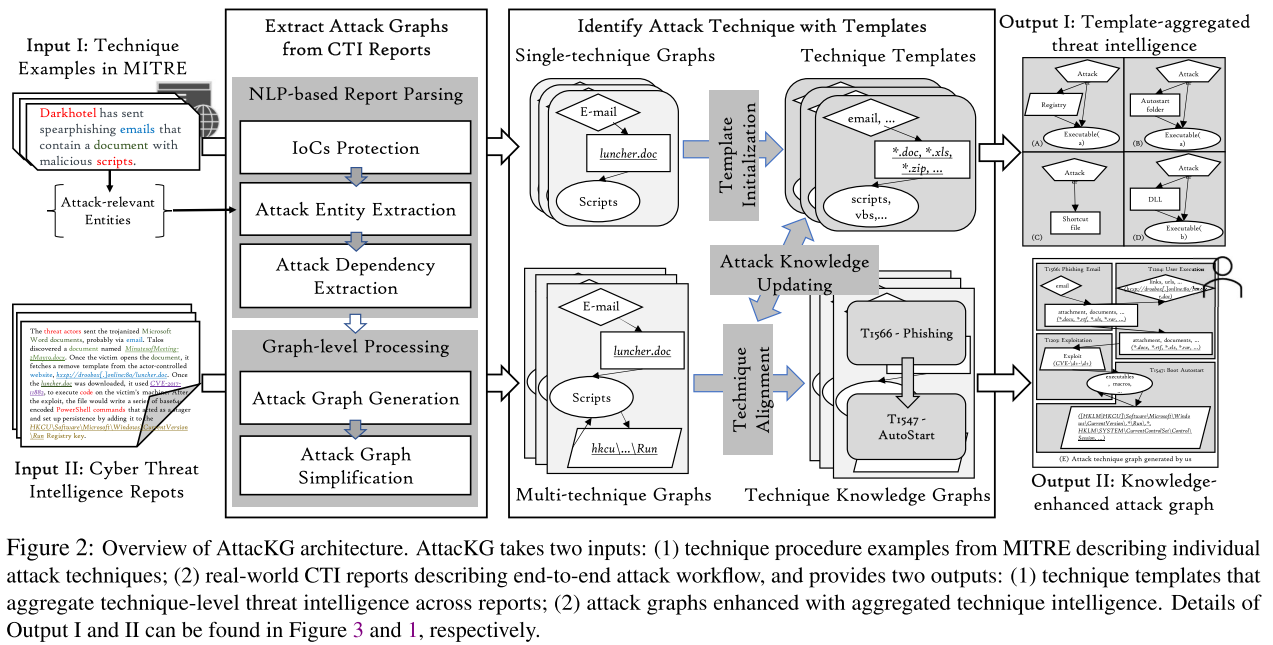 Input I: Technique
Examples in MITRE
Darkhotel has sent
spearphishing emails that
contain a document with
malicious scripts.
Attack-relevant
Entities
The threat actors sent the trojanized Microsoft
Word documents, probably via email. Talos
discovered a document named MinutesofMeeting-
Once the victim opens the document, it
fetches a remove template from the actor-controlled
website, hxxp://droobox[.]online:80/luncher.doc. Once
the luncher.doc was downloaded, it used CVE-2017-
to execute code on the victim's machine. After
the exploit, the file would write a series of base64-
encoded PowerShell commands that acted as a stager
and set up persistence by adding it to the
HKCU\Software\Microsoft\Windows\CurrentVersion
\Run Registry key.
Input II: Cyber Threat
Intelligence Repots
Extract Attack Graphs
from CTI Reports
NLP-based Report Parsing
IoCs Protection
Attack Entity Extraction
Attack Dependency
Extraction
Graph-level Processing
Attack Graph Generation
Attack Graph
Simplification
Identify Attack Technique with Templates
Single-technique Graphs
Technique Templates
E-mail
luncher.doc
Scripts
Template
Initialization
email, ...
*.doc, *.xls,
*.zip, ...
scripts,
vbs,...
Attack Knowledge
Updating
E-mail
luncher.doc
Scripts
hkcu\...\Run
Technique
Alignment
T1566 - Phishing
T1547 -
AutoStart
Multi-technique Graphs
Technique Knowledge Graphs
Output I: Template-aggregated
threat intelligence
Attack
Registry
Executable(
a)
(A)
Attack
Autostart
folder
Executable(
a)
(B)
Attack
Shortcut
file
(C)
Attack
DLL
Executable(
b)
(D)
T1566: Phishing Email
email
T1204: User Execution
links, urls, ...
attachment, documents, ...
(*.docx, *.rtf, *.xls, *.rar, ...)
attachment, documents, ...
(*.docx, *.rtf, *.xls, *.rar, ...)
T1203: Exploitation
Exploit
(CVE-\d+-\d+)
T1547: Boot Autostart
executables
, macros,
([HKLM|HKCU]\Software\Microsoft\Windo
ws\CurrentVersion\.*\Run\.*,
HKLM\SYSTEM\CurrentControlSet\Control\
Session, ...)
(E) Attack technique graph generated by us
Output II: Knowledge-
enhanced attack graph
Figure 2: Overview of AttacKG architecture. AttacKG takes two inputs: (1) technique procedure examples from MITRE describing individual
attack techniques; (2) real-world CTI reports describing end-to-end attack workflow, and provides two outputs: (1) technique templates that
aggregate technique-level threat intelligence across reports; (2) attack graphs enhanced with aggregated technique intelligence. Details of
Output I and II can be found in Figure 3 and 1, respectively.